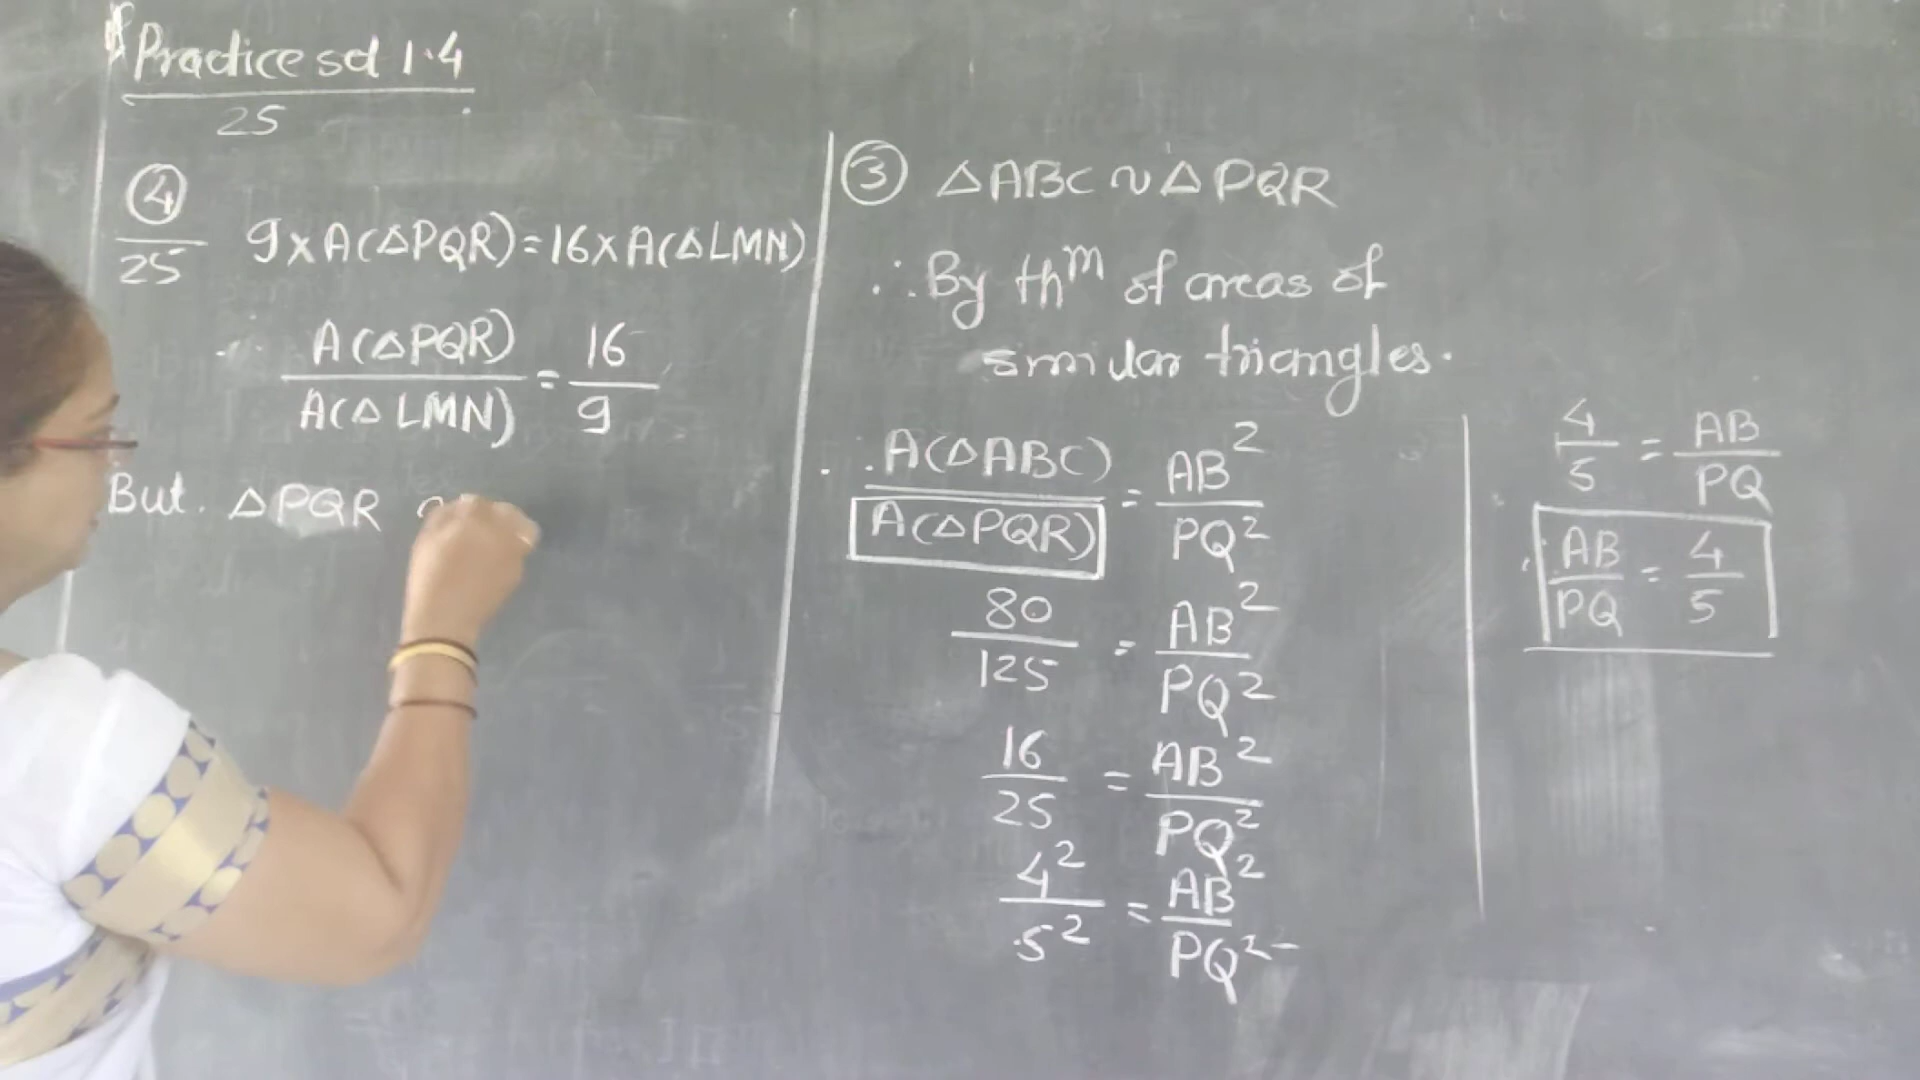 Practice set 1.4
25
④
25
9×A(△PQR)=16×A(△LMN)
∴ A(△PQR) / A(△LMN) = 16 / 9
But. △PQR ~
③ △ABC ~ △PQR
∴ By thᵐ of areas of
similar triangles.
∴ A(△ABC) / A(△PQR) = AB² / PQ²
80 / 125 = AB² / PQ²
16 / 25 = AB² / PQ²
4² / 5² = AB² / PQ²
4 / 5 = AB / PQ
∴ AB / PQ = 4 / 5